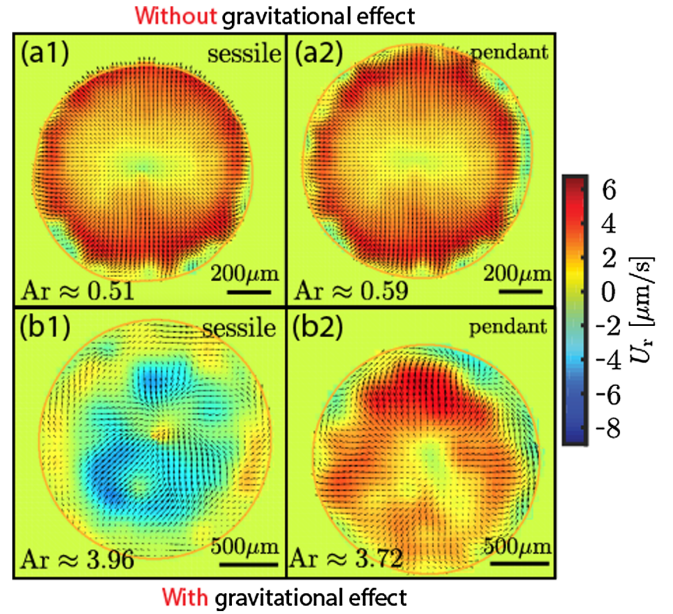 Without gravitational effect
(a1) sessile
Ar ≈ 0.51 200μm
(a2) pendant
Ar ≈ 0.59 200μm
(b1) sessile
Ar ≈ 3.96 500μm
(b2) pendant
Ar ≈ 3.72 500μm
6
4
2
0
-2
-4
-6
-8
Ur [μm/s]
With gravitational effect